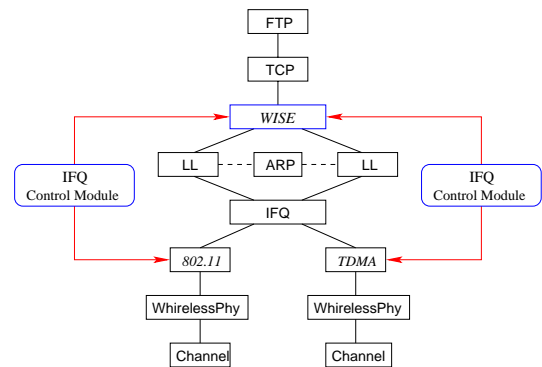 FTP
TCP
WISE
LL
ARP
LL
IFQ
Control Module
IFQ
Control Module
IFQ
802.11
TDMA
WhirelessPhy
WhirelessPhy
Channel
Channel